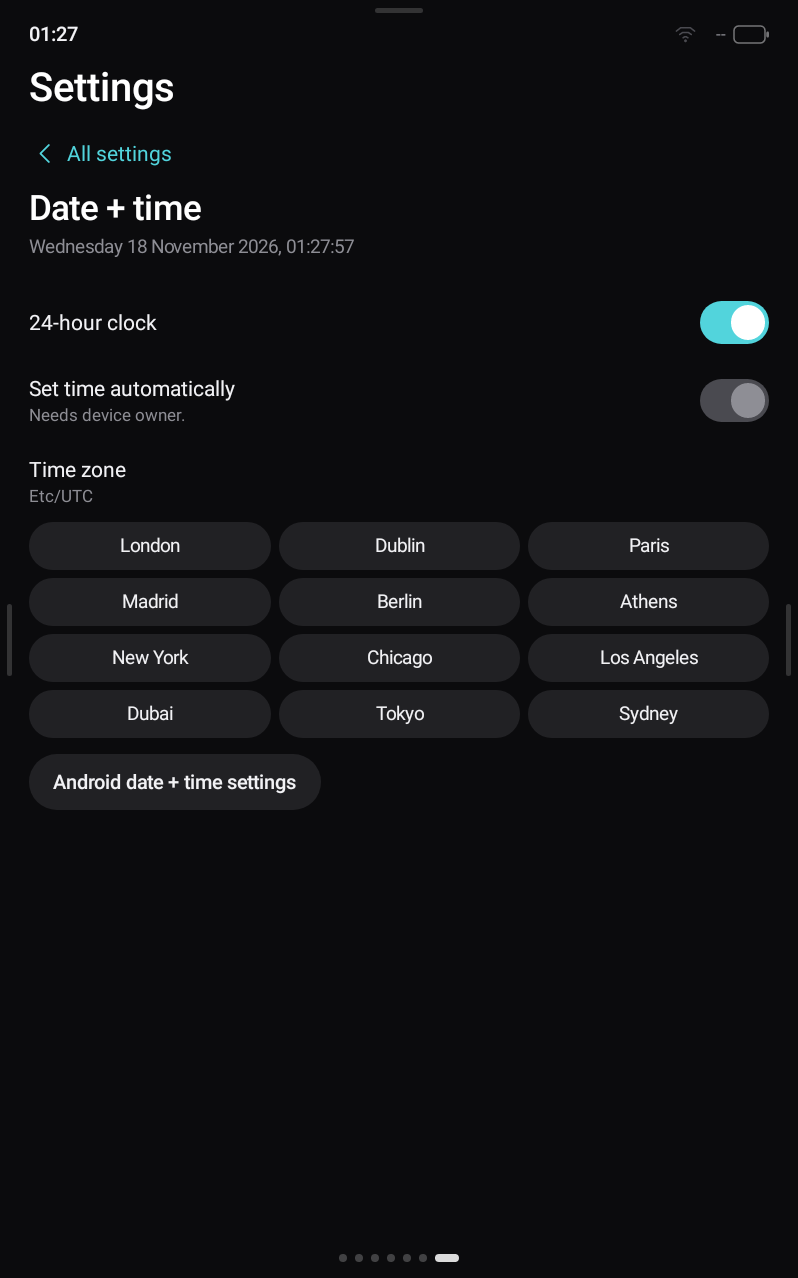 01:27
--
Settings
All settings
Date + time
Wednesday 18 November 2026, 01:27:57
24-hour clock
Set time automatically
Needs device owner.
Time zone
Etc/UTC
London Dublin Paris
Madrid Berlin Athens
New York Chicago Los Angeles
Dubai Tokyo Sydney
Android date + time settings